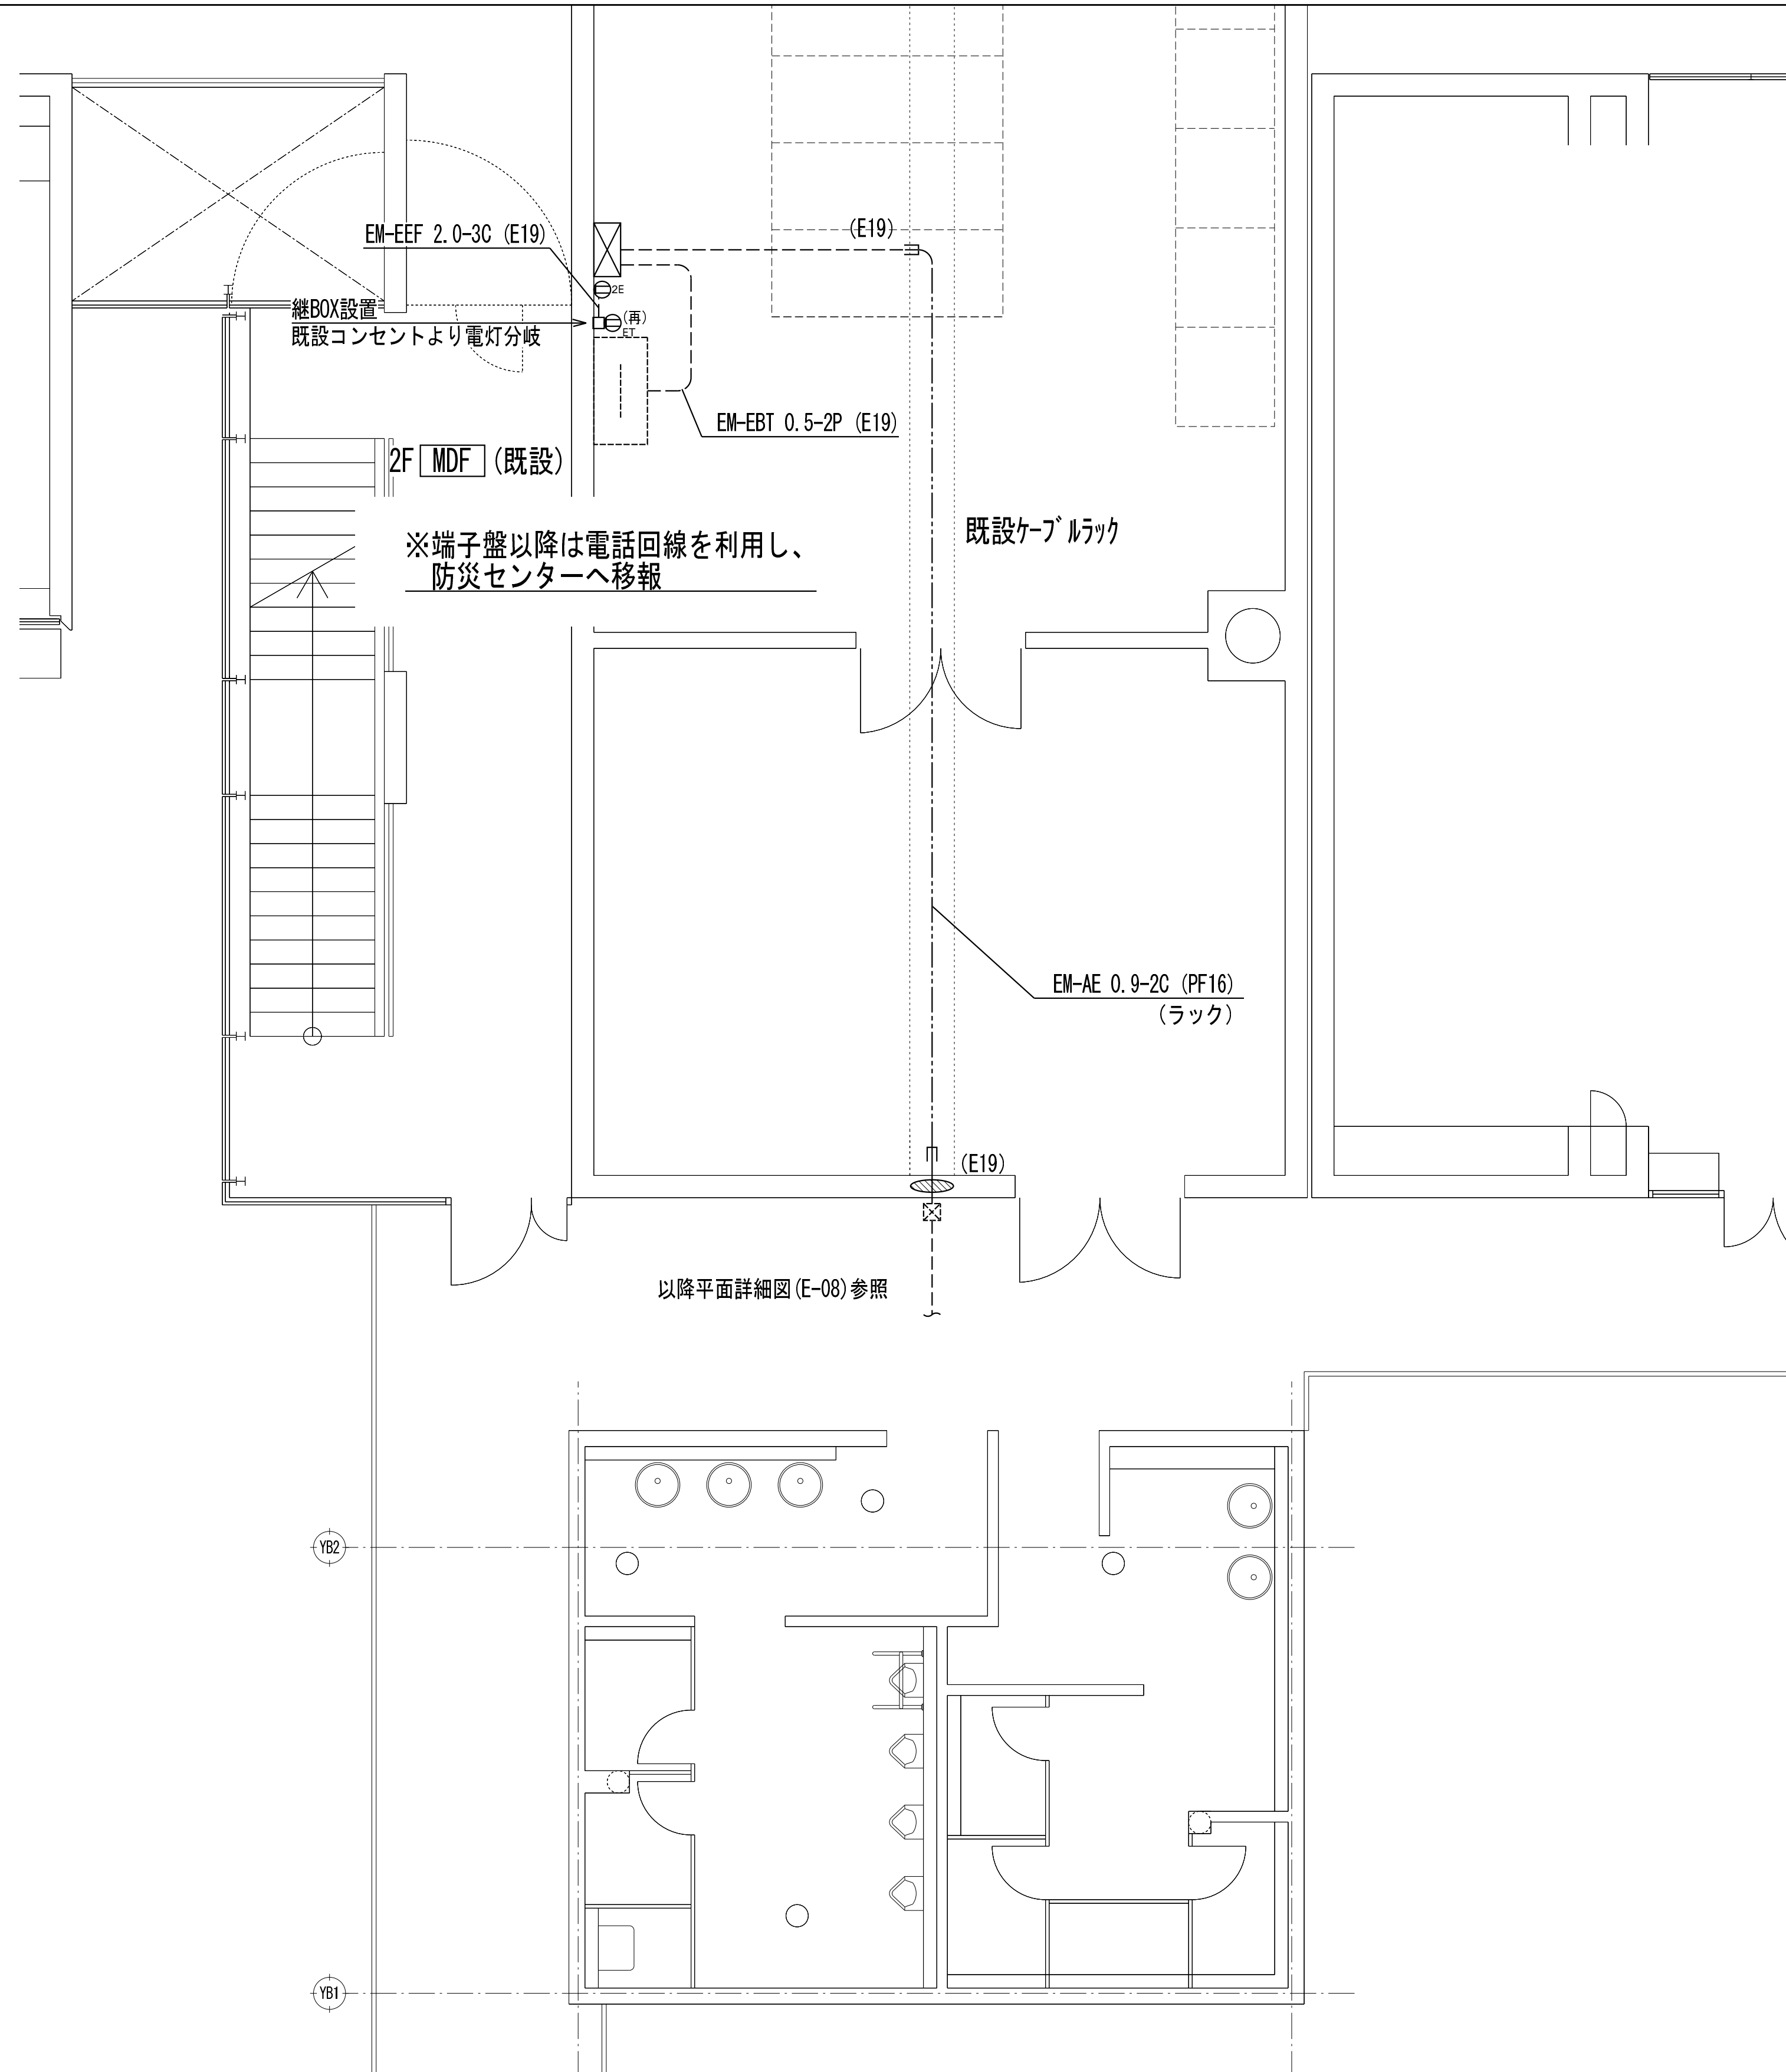 (E19)
EM-EEF 2.0-3C (E19)
2E
継BOX設置
既設コンセントより電灯分岐
(再)
ET
EM-EBT 0.5-2P (E19)
2F MDF (既設)
※端子盤以降は電話回線を利用し、
防災センターへ移報
既設ｹｰﾌﾞﾙﾗｯｸ
EM-AE 0.9-2C (PF16)
(ラック)
(E19)
以降平面詳細図(E-08)参照
YB2
YB1